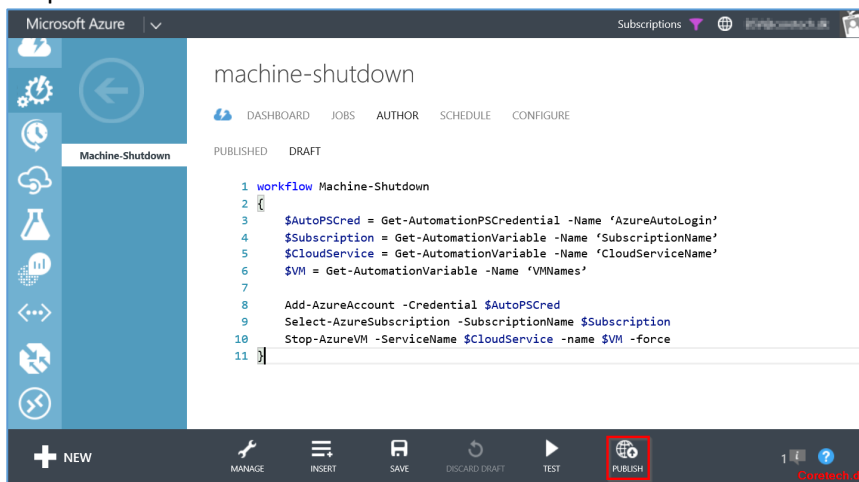 Microsoft Azure
Subscriptions
machine-shutdown
DASHBOARD JOBS AUTHOR SCHEDULE CONFIGURE
Machine-Shutdown
PUBLISHED DRAFT
1 workflow Machine-Shutdown
2 {
3 $AutoPSCred = Get-AutomationPSCredential -Name ‘AzureAutoLogin’
4 $Subscription = Get-AutomationVariable -Name ‘SubscriptionName’
5 $CloudService = Get-AutomationVariable -Name ‘CloudServiceName’
6 $VM = Get-AutomationVariable -Name ‘VMNames’
7
8 Add-AzureAccount -Credential $AutoPSCred
9 Select-AzureSubscription -SubscriptionName $Subscription
10 Stop-AzureVM -ServiceName $CloudService -name $VM -force
11 }
NEW
MANAGE INSERT SAVE DISCARD DRAFT TEST PUBLISH
1
?